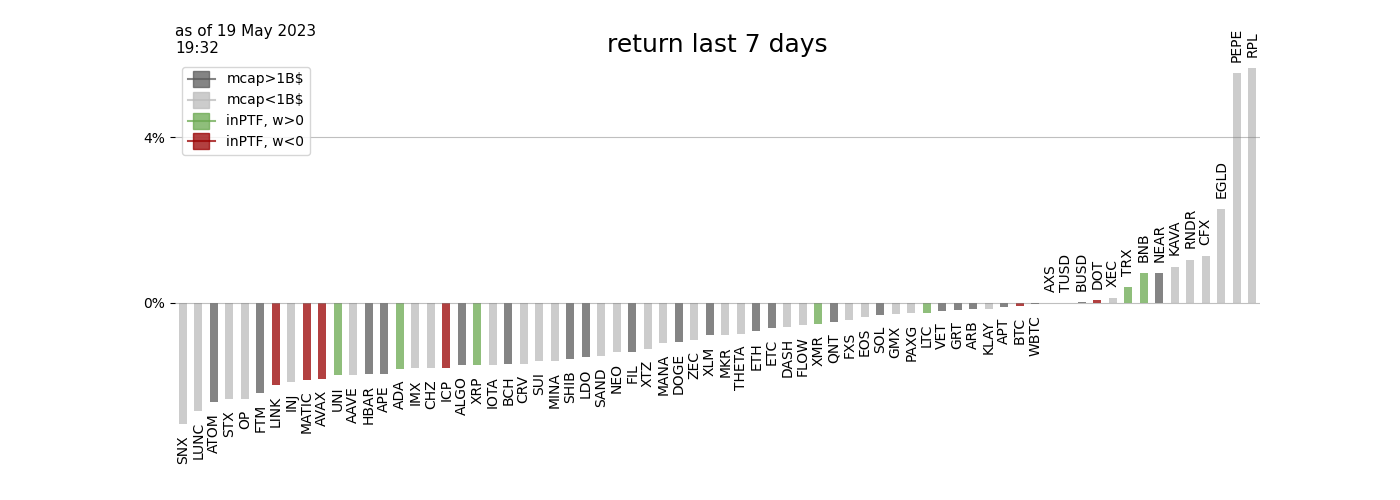 as of 19 May 2023
19:32
return last 7 days
mcap>1B$
mcap<1B$
inPTF, w>0
inPTF, w<0
4%
0%
SNX
LUNC
ATOM
STX
OP
FTM
LINK
INJ
MATIC
AVAX
UNI
AAVE
HBAR
APE
ADA
IMX
CHZ
ICP
ALGO
XRP
IOTA
BCH
CRV
SUI
MINA
SHIB
LDO
SAND
NEO
FIL
XTZ
MANA
DOGE
ZEC
XLM
MKR
THETA
ETH
ETC
DASH
FLOW
XMR
QNT
FXS
EOS
SOL
GMX
PAXG
LTC
VET
GRT
ARB
KLAY
APT
BTC
WBTC
AXS
TUSD
BUSD
DOT
XEC
TRX
BNB
NEAR
KAVA
RNDR
CFX
EGLD
PEPE
RPL